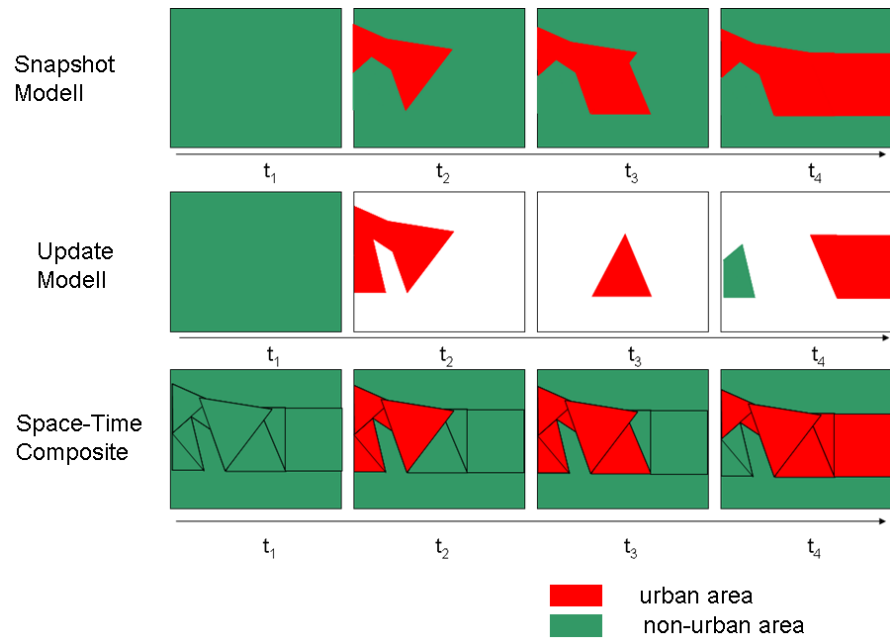 Snapshot
Modell
t₁ t₂ t₃ t₄
Update
Modell
t₁ t₂ t₃ t₄
Space-Time
Composite
t₁ t₂ t₃ t₄
urban area
non-urban area